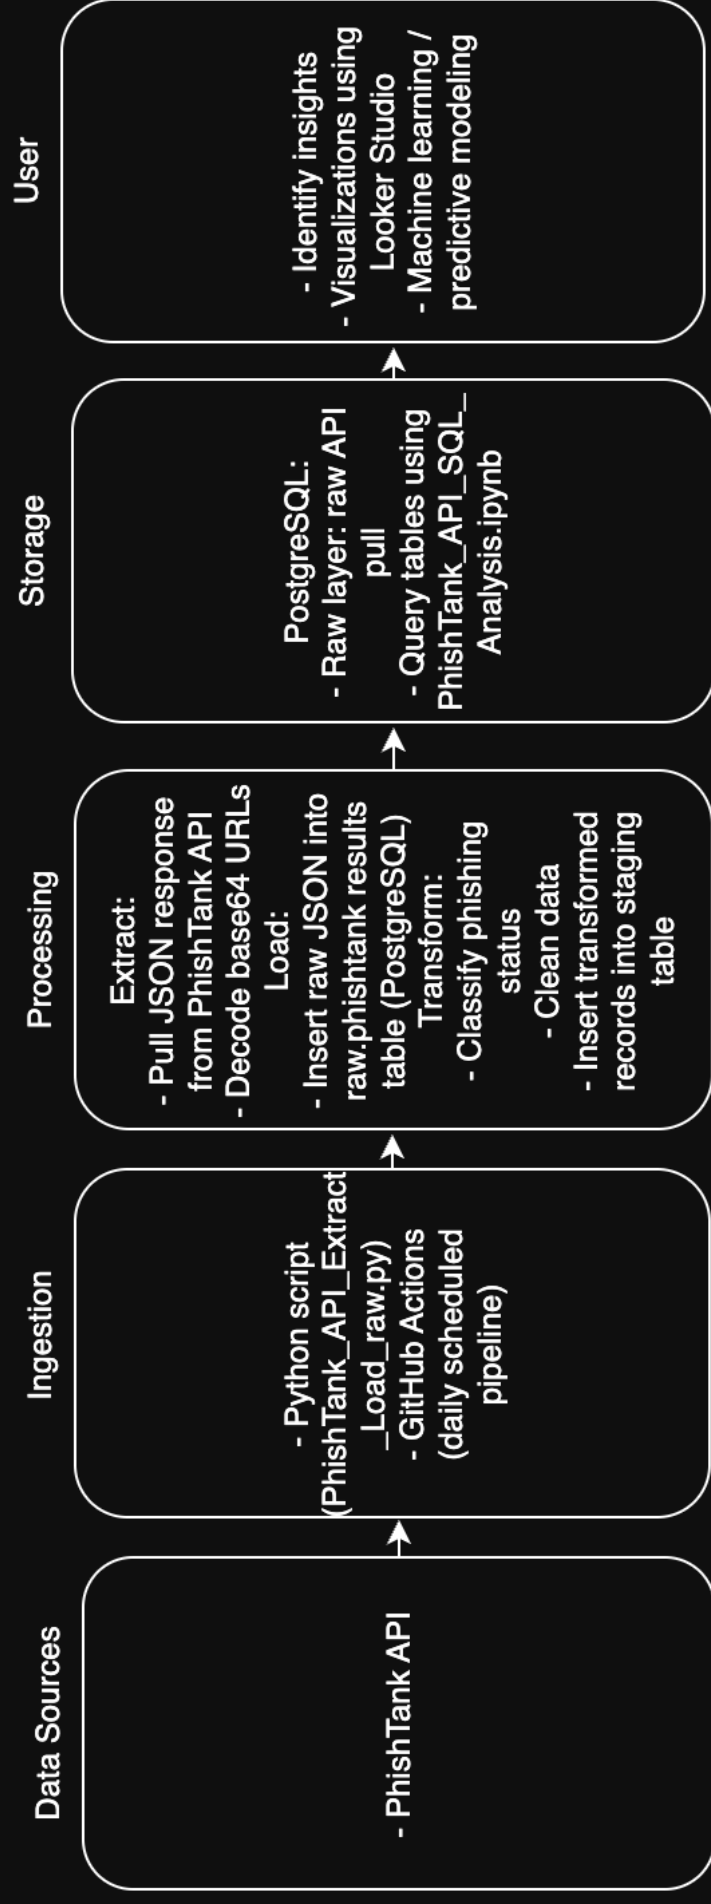 Data Sources
- PhishTank API
Ingestion
- Python script
(PhishTank_API_Extract
_Load_raw.py)
- GitHub Actions
(daily scheduled
pipeline)
Processing
Extract:
- Pull JSON response
from PhishTank API
- Decode base64 URLs
Load:
- Insert raw JSON into
raw.phishtank results
table (PostgreSQL)
Transform:
- Classify phishing
status
- Clean data
- Insert transformed
records into staging
table
Storage
PostgreSQL:
- Raw layer: raw API
pull
- Query tables using
PhishTank_API_SQL_
Analysis.ipynb
User
- Identify insights
- Visualizations using
Looker Studio
- Machine learning /
predictive modeling